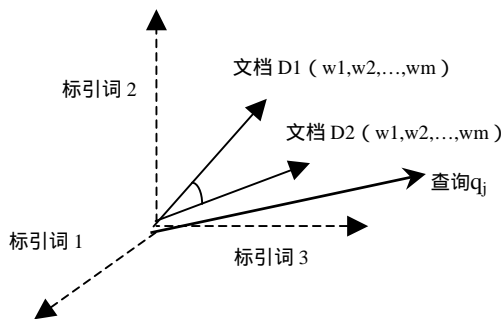 文档 D1（w1,w2,…,wm）
标引词 2
文档 D2（w1,w2,…,wm）
查询qj
标引词 1
标引词 3